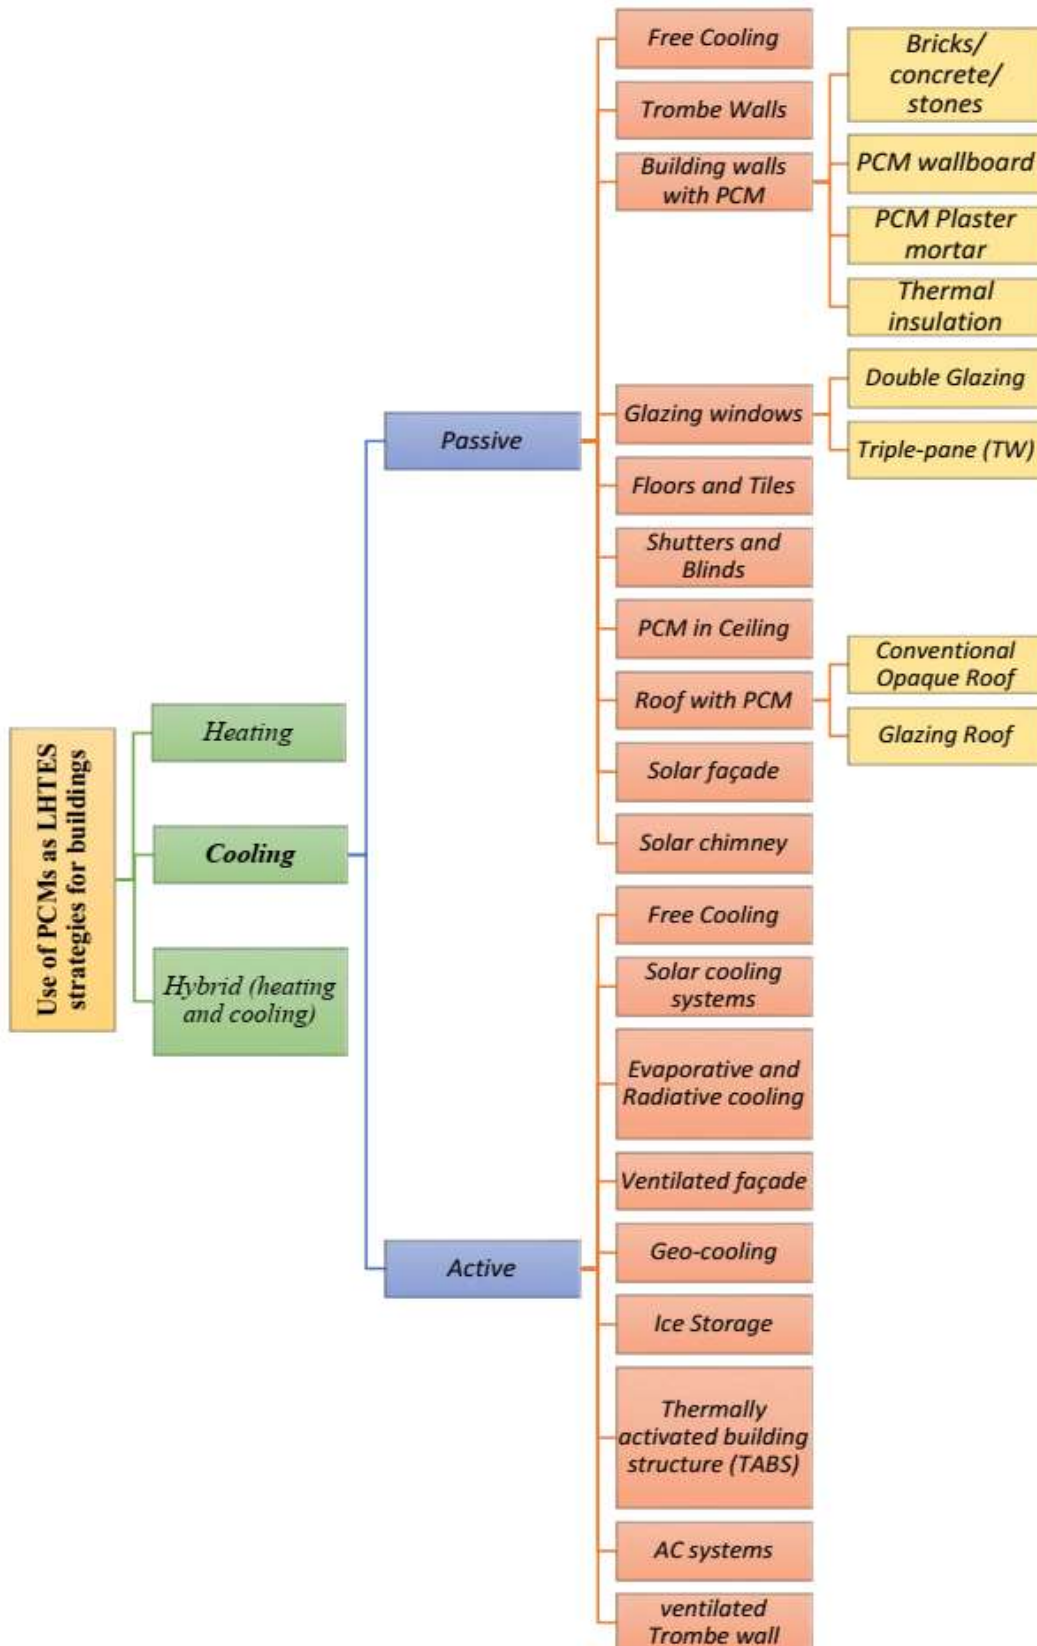 Use of PCMs as LHTES
strategies for buildings
Heating
Cooling
Hybrid (heating
and cooling)
Passive
Active
Free Cooling
Trombe Walls
Building walls
with PCM
Bricks/
concrete/
stones
PCM wallboard
PCM Plaster
mortar
Thermal
insulation
Glazing windows
Double Glazing
Triple-pane (TW)
Floors and Tiles
Shutters and
Blinds
PCM in Ceiling
Roof with PCM
Conventional
Opaque Roof
Glazing Roof
Solar façade
Solar chimney
Free Cooling
Solar cooling
systems
Evaporative and
Radiative cooling
Ventilated façade
Geo-cooling
Ice Storage
Thermally
activated building
structure (TABS)
AC systems
ventilated
Trombe wall